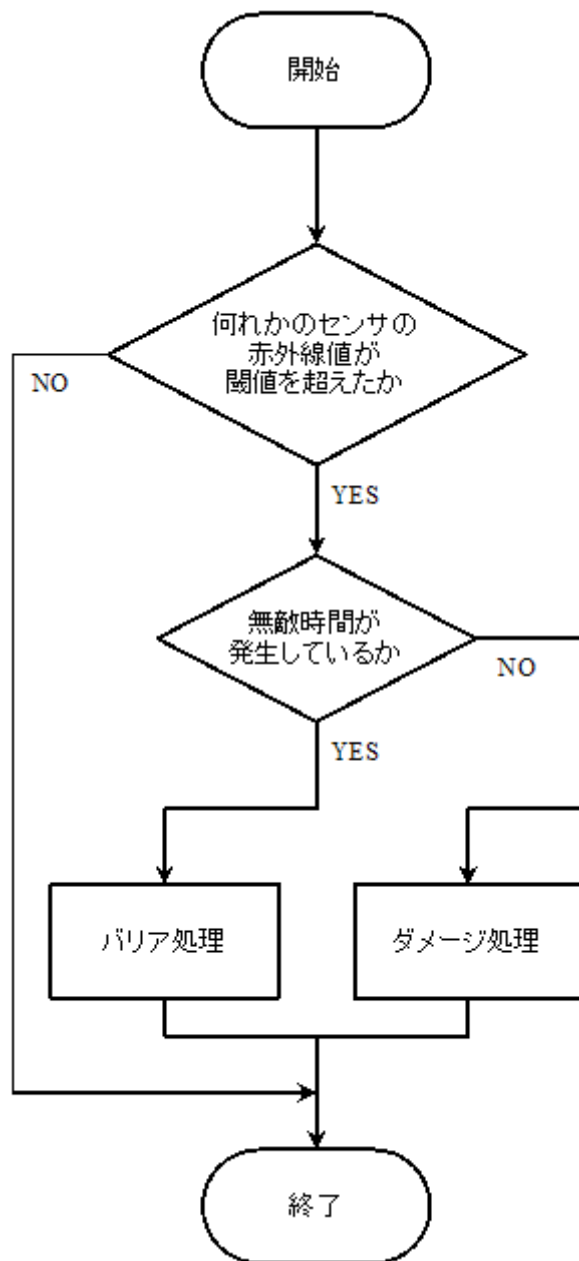 開始
何れかのセンサの
赤外線値が
閾値を超えたか
NO
YES
無敵時間が
発生しているか
NO
YES
バリア処理
ダメージ処理
終了